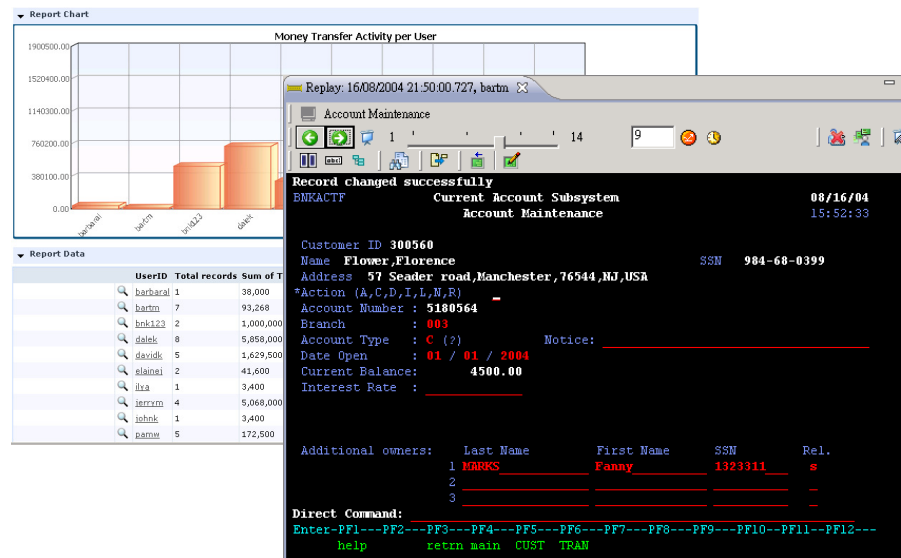 Report Chart
Money Transfer Activity per User
1900500.00
1520400.00
1140300.00
760200.00
380100.00
0.00
barbaral bartm bnk123 dalek
Report Data
UserID Total records Sum of T
barbaral 1 38,000
bartm 7 93,268
bnk123 2 1,000,000
dalek 8 5,858,000
davidk 5 1,629,500
elainei 2 41,600
ilya 1 3,400
jerrym 4 5,068,000
johnk 1 3,400
pamw 5 172,500
Replay: 16/08/2004 21:50:00.727, bartm
Account Maintenance
1 14 9
abcl
Record changed successfully
BNKACTF Current Account Subsystem 08/16/04
Account Maintenance 15:52:33
Customer ID 300560
Name Flower,Florence SSN 984-68-0399
Address 57 Seader road,Manchester,76544,NJ,USA
*Action (A,C,D,I,L,N,R) _
Account Number : 5180564
Branch : 003
Account Type : C (?) Notice:
Date Open : 01 / 01 / 2004
Current Balance: 4500.00
Interest Rate :
Additional owners: Last Name First Name SSN Rel.
1 MARKS Fanny 1323311 s
2
3
Direct Command:
Enter-PF1---PF2---PF3---PF4---PF5---PF6---PF7---PF8---PF9---PF10--PF11--PF12---
help retrn main CUST TRAN